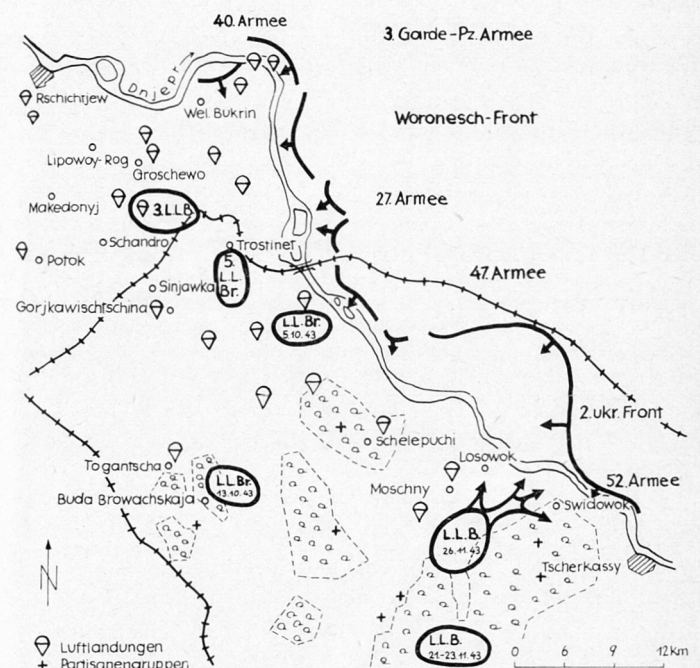 40. Armee
3. Garde-Pz. Armee
Dnjepr
Rschichtjew
Wel. Bukrin
Woronesch-Front
Lipowoy-Rog
Groschewo
27. Armee
Makedonyj
3. L.L.B.
Schandro
Trostinet
Potok
5.
L.L.
Br.
47. Armee
Sinjawka
Gorjkawischtschina
L.L.Br.
5.10.43
2. ukr. Front
Schelepuchi
Togantscha
Losowok
52. Armee
Buda Browachskaja
L.L.Br.
13.10.43
Moschny
Swidowok
L.L.B.
26.11.43
Tscherkassy
N
L.L.B.
21-23.11.43
Luftlandungen
+ Partisanengruppen
0 6 9 12 km